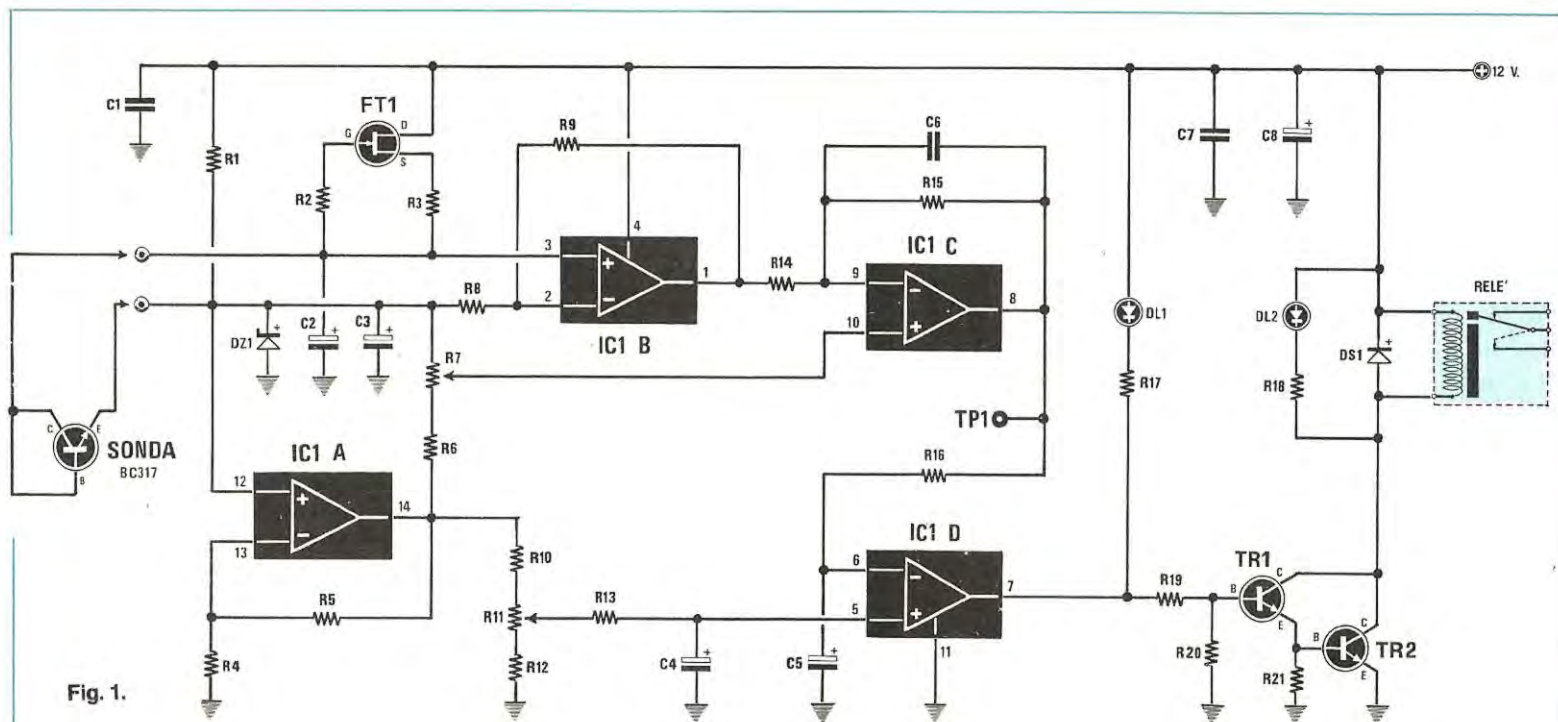 12 V.
C1
R1
FT1
G
D
S
R2
R3
R9
4
3
2
1
IC1 B
R8
R14
C6
R15
IC1 C
9
10
8
DL1
R17
C7
C8
+
DL2
R18
DS1
+
RELE'
DZ1
C2
+
C3
+
R7
R6
C
E
B
SONDA
BC317
IC1 A
12
13
14
R5
R4
R10
R11
R12
R13
C4
+
C5
+
R16
TP1
IC1 D
6
5
7
11
R19
R20
TR1
B
C
E
R21
TR2
B
C
E
Fig. 1.